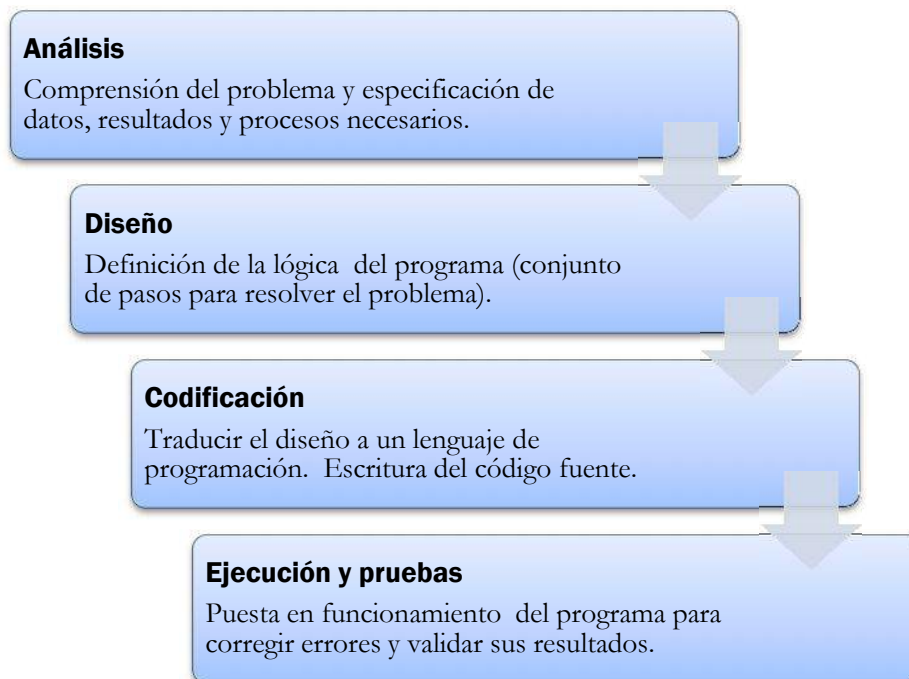 Análisis
Comprensión del problema y especificación de
datos, resultados y procesos necesarios.
Diseño
Definición de la lógica del programa (conjunto
de pasos para resolver el problema).
Codificación
Traducir el diseño a un lenguaje de
programación. Escritura del código fuente.
Ejecución y pruebas
Puesta en funcionamiento del programa para
corregir errores y validar sus resultados.